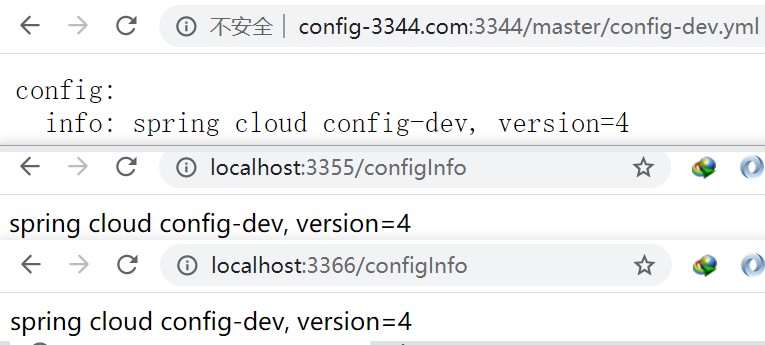 不安全 | config-3344.com:3344/master/config-dev.yml
config:
  info: spring cloud config-dev, version=4
localhost:3355/configInfo
spring cloud config-dev, version=4
localhost:3366/configInfo
spring cloud config-dev, version=4